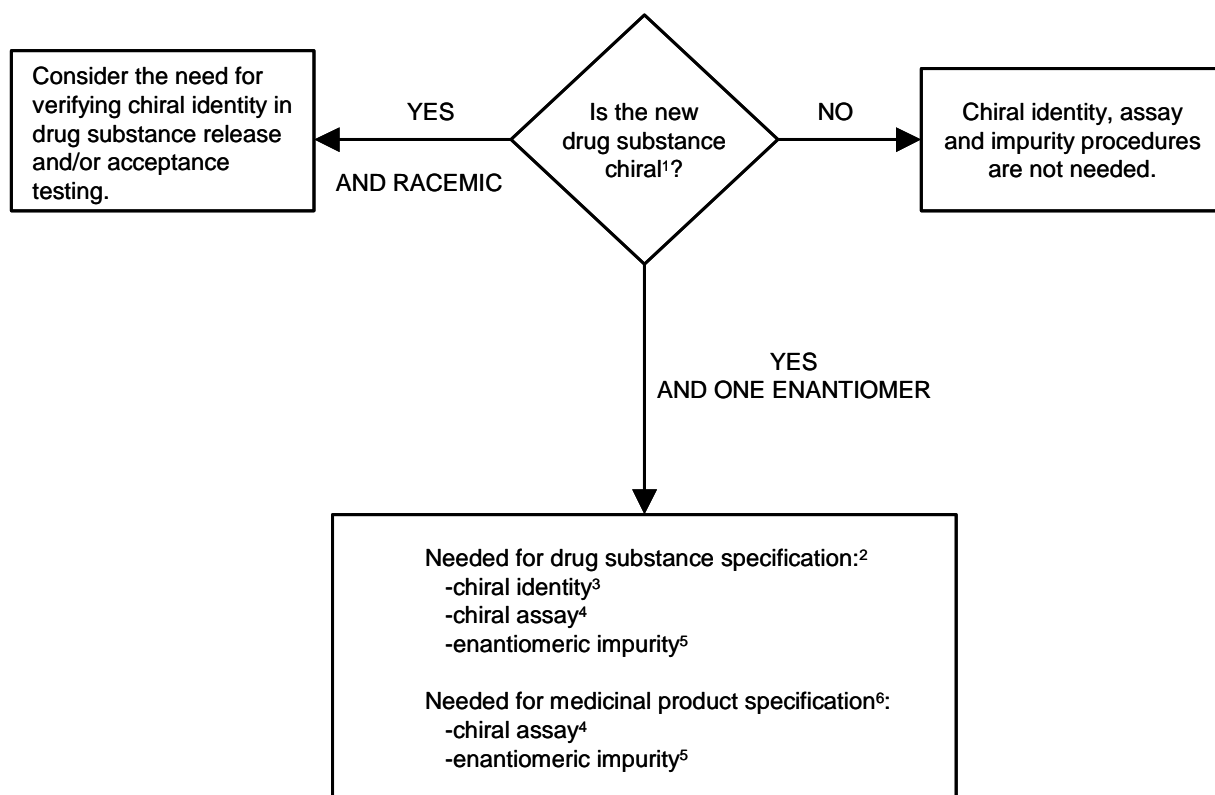 Consider the need for
verifying chiral identity in
drug substance release
and/or acceptance
testing.
YES
AND RACEMIC
Is the new
drug substance
chiral¹?
NO
Chiral identity, assay
and impurity procedures
are not needed.
YES
AND ONE ENANTIOMER
Needed for drug substance specification:²
-chiral identity³
-chiral assay⁴
-enantiomeric impurity⁵
Needed for medicinal product specification⁶:
-chiral assay⁴
-enantiomeric impurity⁵